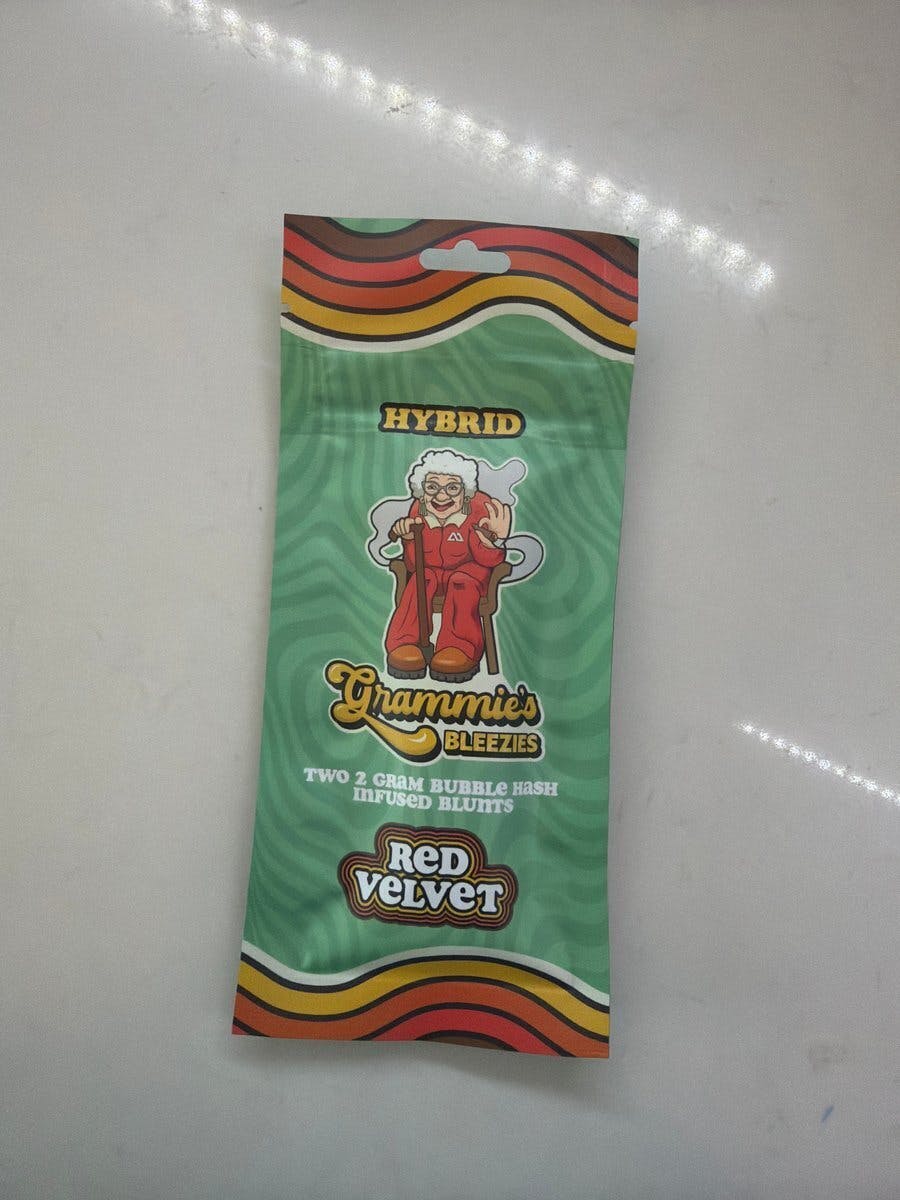 HYBRID
Grammie's
BLEEZIES
TWO 2 GRAM BUBBLE HASH
INFUSED BLUNTS
RED
VELVET